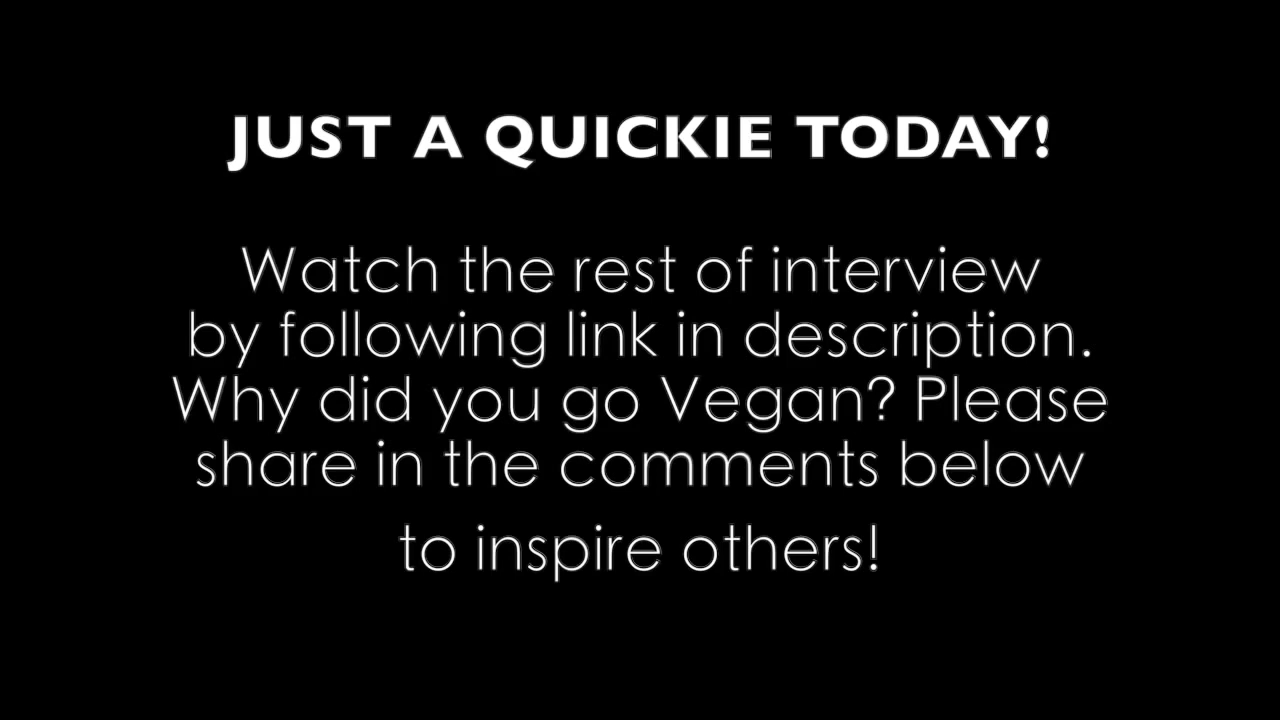 JUST A QUICKIE TODAY!
Watch the rest of interview
by following link in description.
Why did you go Vegan? Please
share in the comments below
to inspire others!